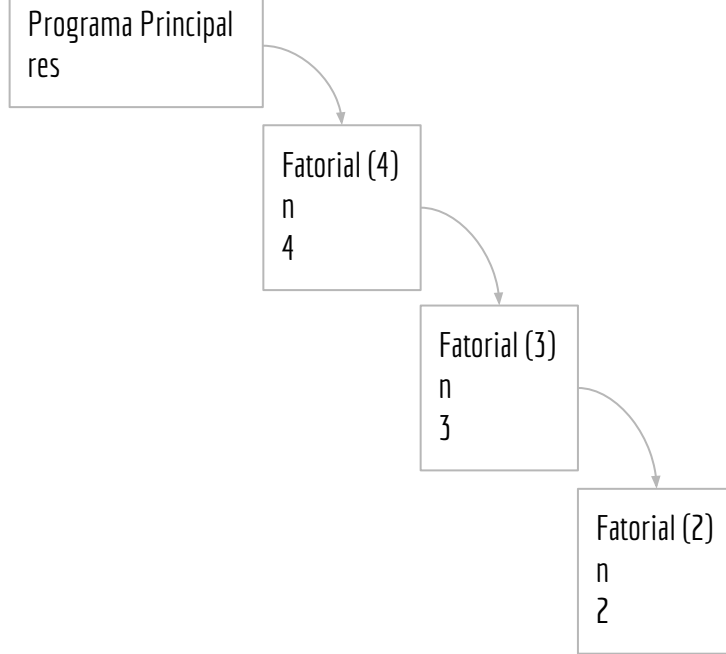 Programa Principal
res
Fatorial (4)
n
4
Fatorial (3)
n
3
Fatorial (2)
n
2